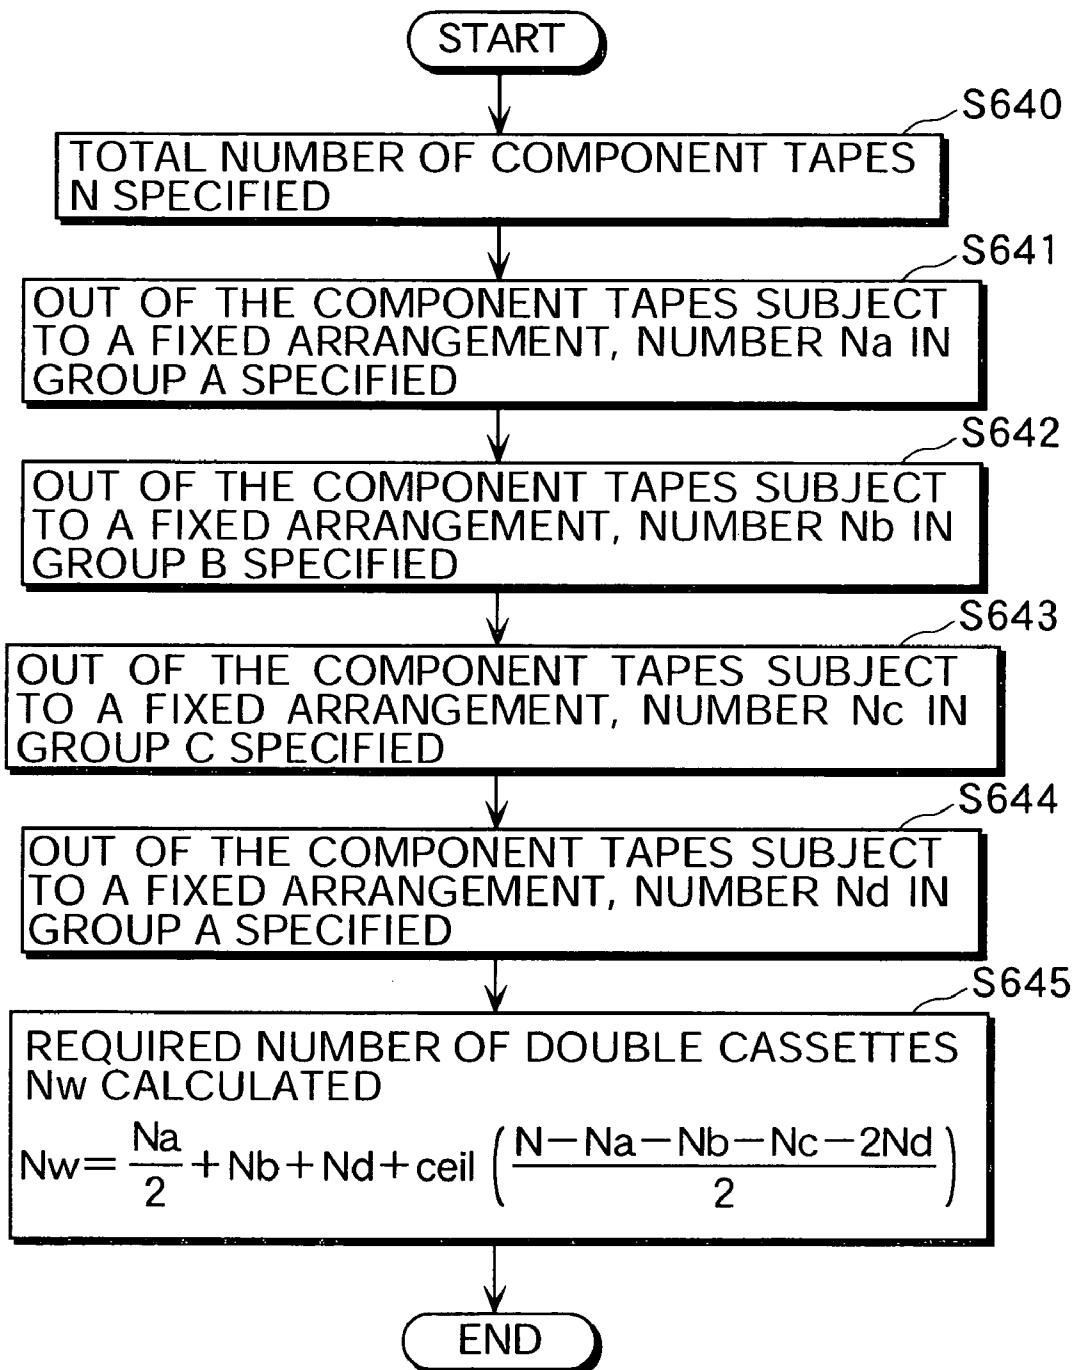 START
S640
TOTAL NUMBER OF COMPONENT TAPES
N SPECIFIED
S641
OUT OF THE COMPONENT TAPES SUBJECT
TO A FIXED ARRANGEMENT, NUMBER Na IN
GROUP A SPECIFIED
S642
OUT OF THE COMPONENT TAPES SUBJECT
TO A FIXED ARRANGEMENT, NUMBER Nb IN
GROUP B SPECIFIED
S643
OUT OF THE COMPONENT TAPES SUBJECT
TO A FIXED ARRANGEMENT, NUMBER Nc IN
GROUP C SPECIFIED
S644
OUT OF THE COMPONENT TAPES SUBJECT
TO A FIXED ARRANGEMENT, NUMBER Nd IN
GROUP A SPECIFIED
S645
REQUIRED NUMBER OF DOUBLE CASSETTES
Nw CALCULATED
Nw=Na/2+Nb+Nd+ceil((N-Na-Nb-Nc-2Nd)/2)
END